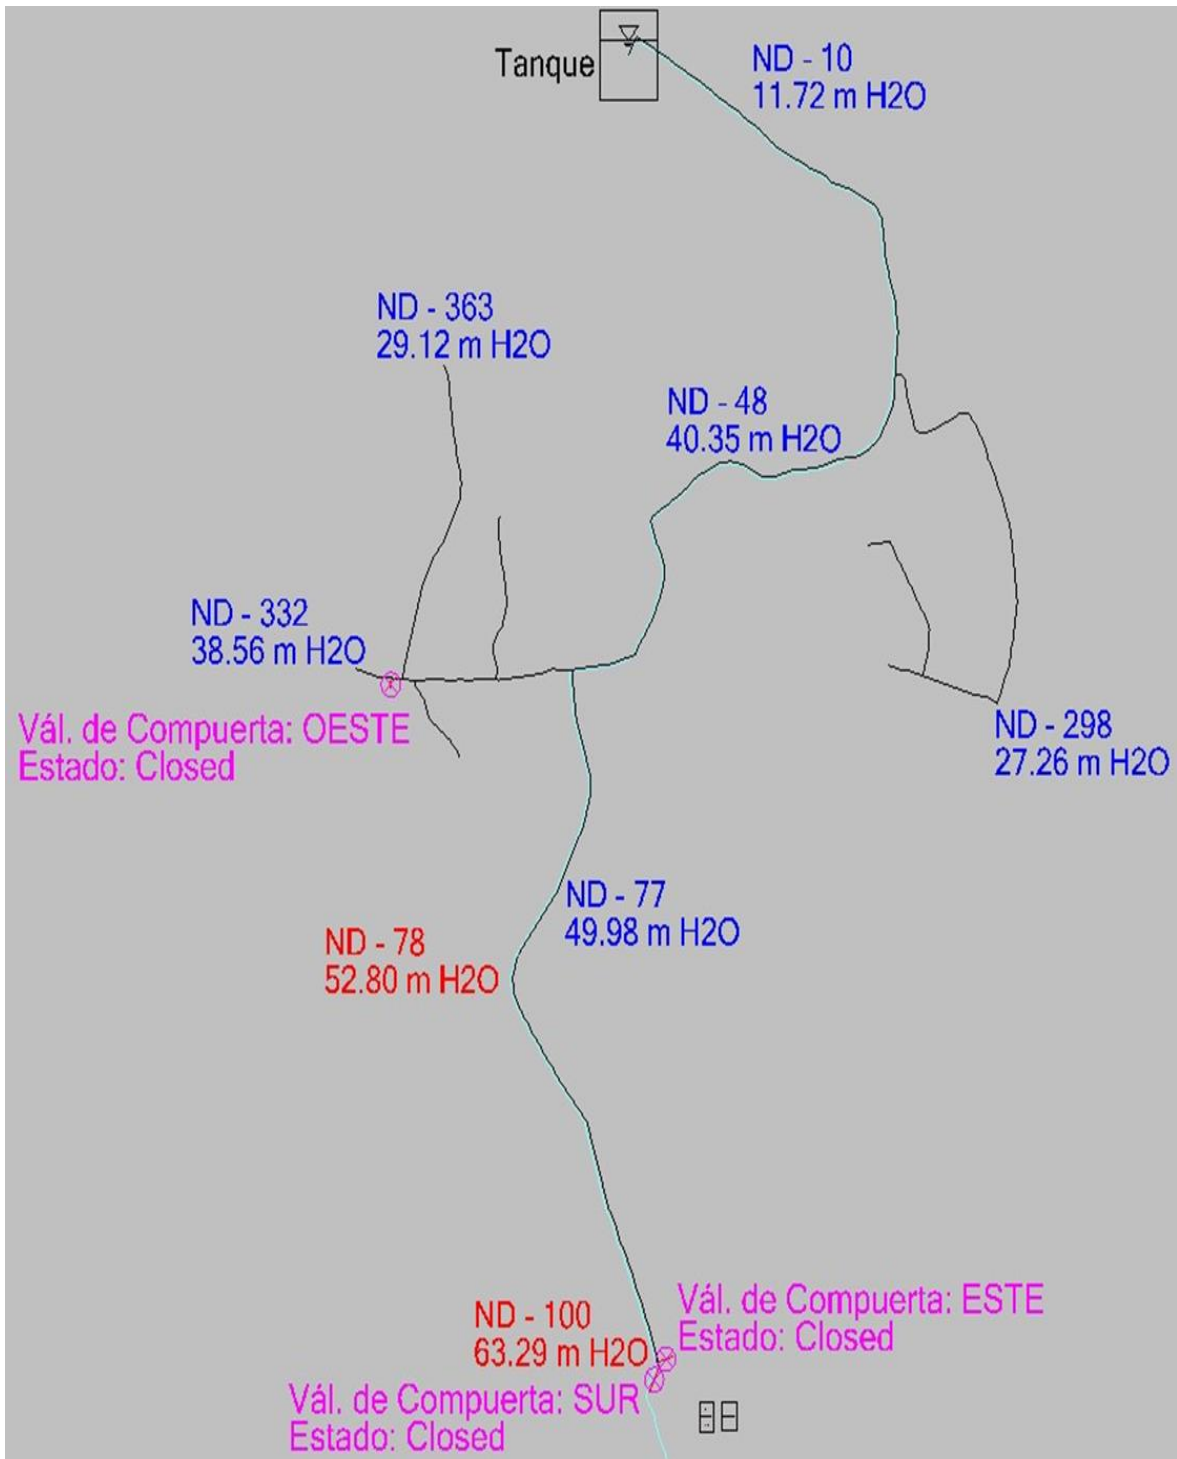 Tanque
ND - 10
11.72 m H2O
ND - 363
29.12 m H2O
ND - 48
40.35 m H2O
ND - 332
38.56 m H2O
Vál. de Compuerta: OESTE
Estado: Closed
ND - 298
27.26 m H2O
ND - 77
49.98 m H2O
ND - 78
52.80 m H2O
Vál. de Compuerta: ESTE
Estado: Closed
ND - 100
63.29 m H2O
Vál. de Compuerta: SUR
Estado: Closed